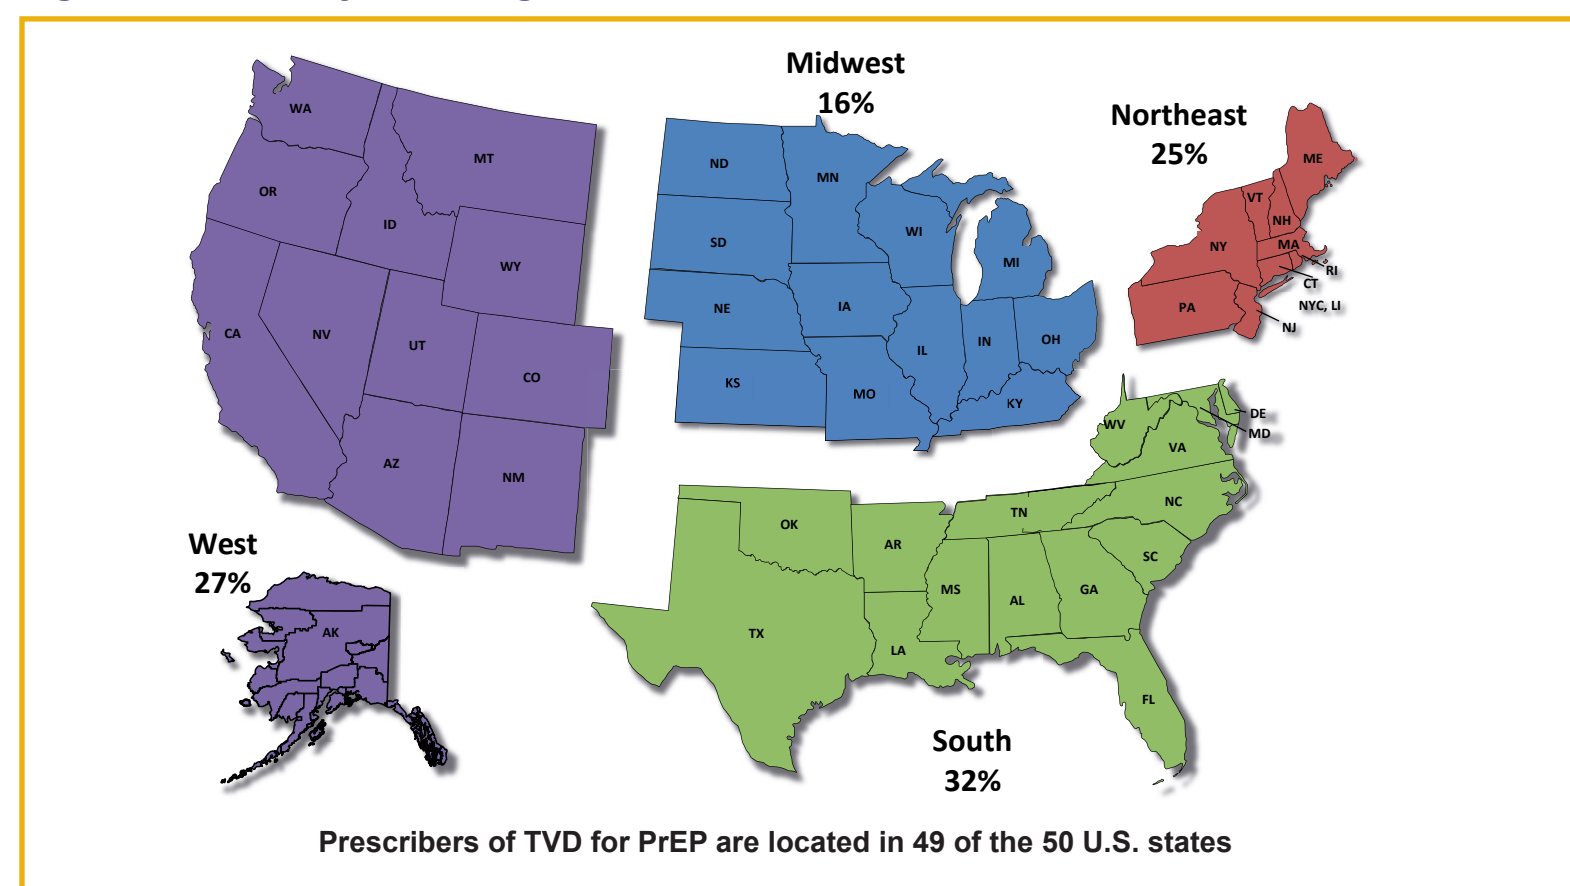 Midwest
16%
Northeast
25%
WA
MT
OR
ID
WY
CA
NV
UT
CO
AZ
NM
ND
MN
SD
WI
MI
NE
IA
IL
IN
OH
KS
MO
KY
ME
VT
NH
NY
MA
RI
CT
PA
NYC, LI
NJ
DE
WV
MD
VA
OK
TN
NC
AR
SC
MS
AL
GA
TX
LA
FL
West
27%
AK
South
32%
Prescribers of TVD for PrEP are located in 49 of the 50 U.S. states